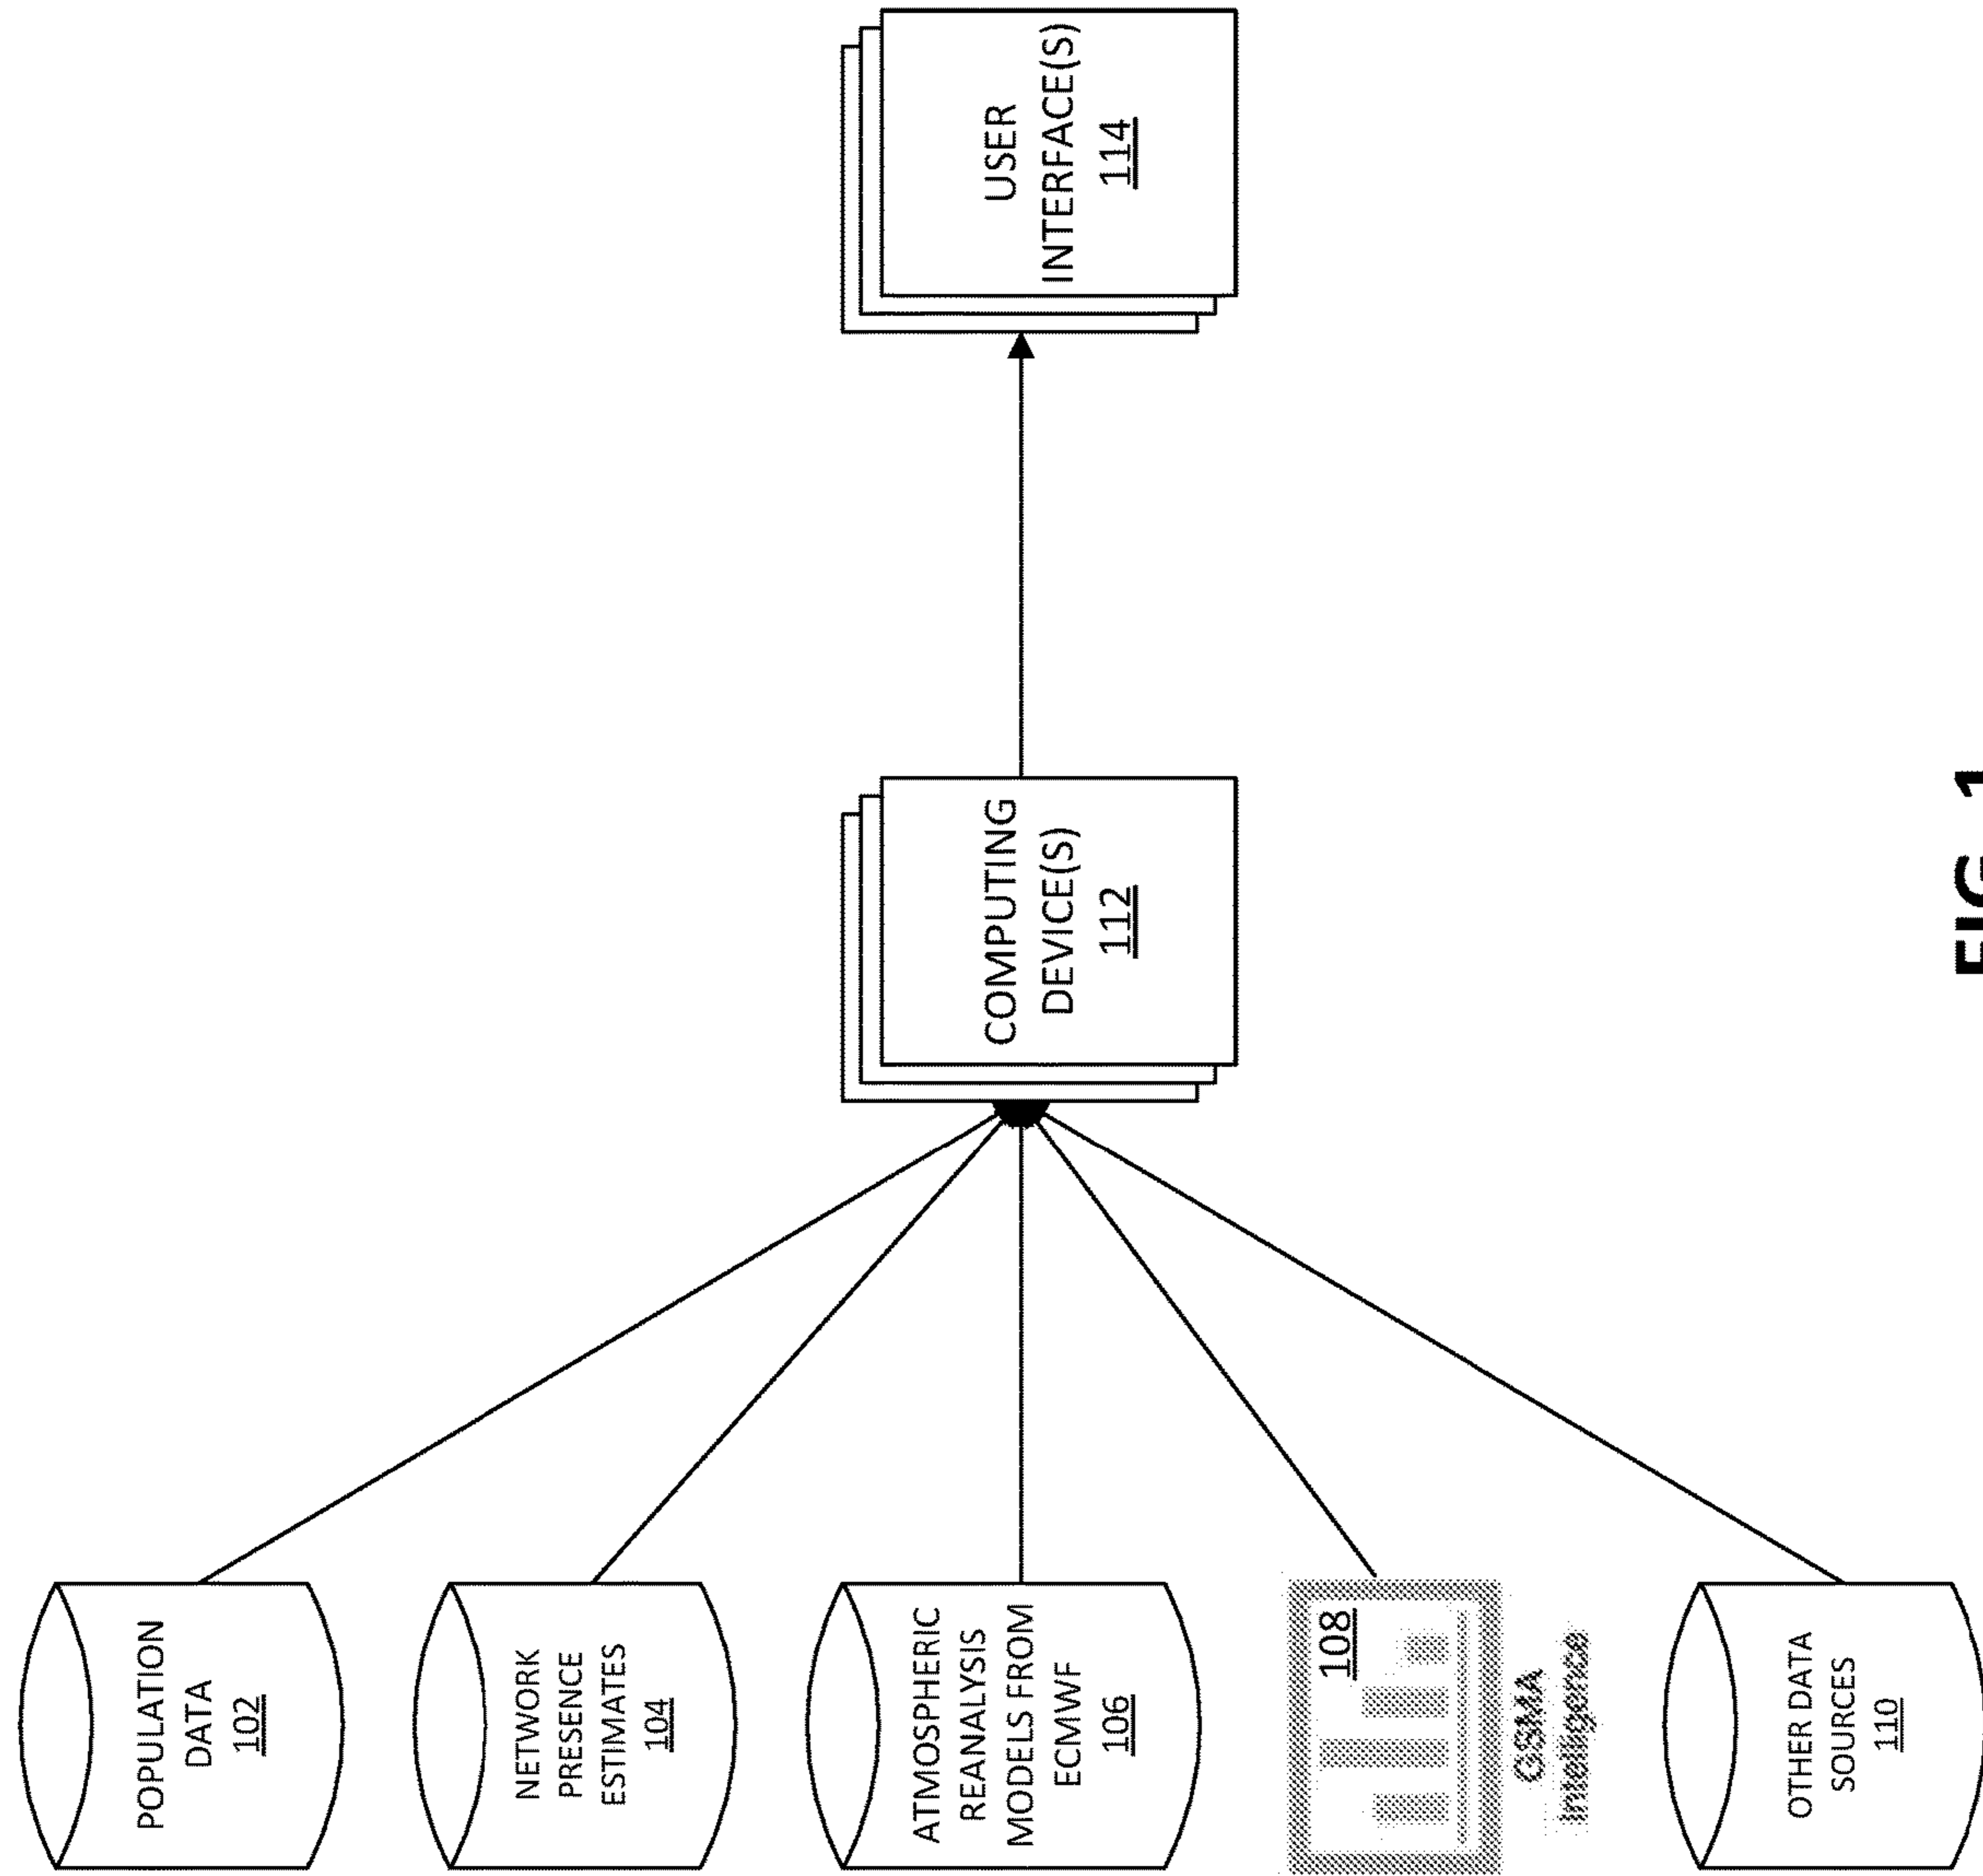 POPULATION
DATA
102
NETWORK
PRESENCE
ESTIMATES
104
ATMOSPHERIC
REANALYSIS
MODELS FROM
ECMWF
106
108
GSMA
Intelligence
OTHER DATA
SOURCES
110
COMPUTING
DEVICE(S)
112
USER
INTERFACE(S)
114
FIG. 1